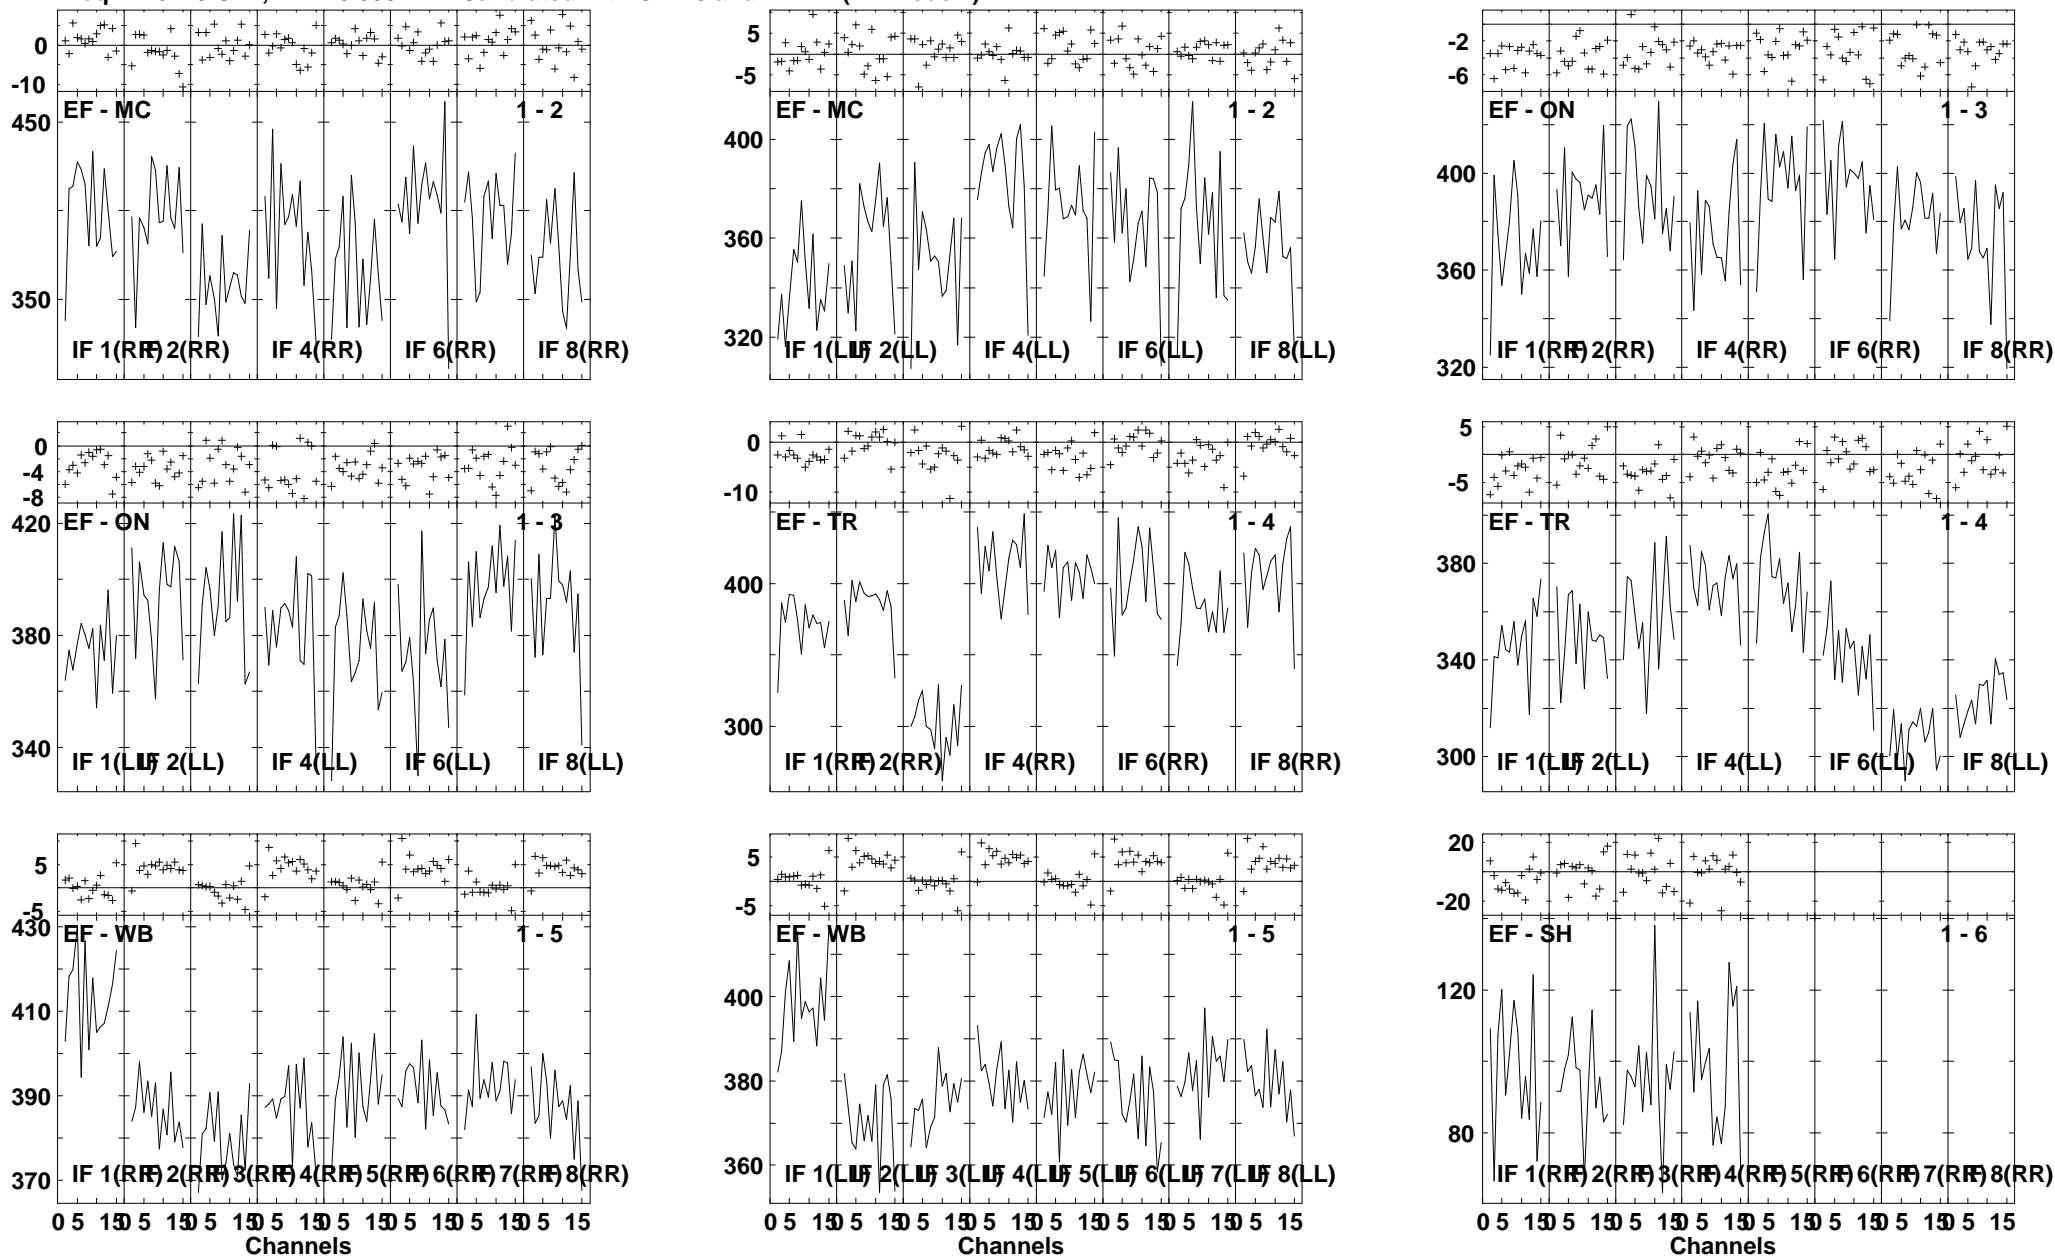 0
-10
EF - MC
1 - 2
450
350
IF 1(RR)
IF 2(RR)
IF 4(RR)
IF 6(RR)
IF 8(RR)
5
-5
EF - MC
1 - 2
400
360
320
IF 1(LL)
IF 2(LL)
IF 4(LL)
IF 6(LL)
IF 8(LL)
-2
-6
EF - ON
1 - 3
400
360
320
IF 1(RR)
IF 2(RR)
IF 4(RR)
IF 6(RR)
IF 8(RR)
0
-4
-8
EF - ON
1 - 3
420
380
340
IF 1(LL)
IF 2(LL)
IF 4(LL)
IF 6(LL)
IF 8(LL)
0
-10
EF - TR
1 - 4
400
300
IF 1(RR)
IF 2(RR)
IF 4(RR)
IF 6(RR)
IF 8(RR)
5
-5
EF - TR
1 - 4
380
340
300
IF 1(LL)
IF 2(LL)
IF 4(LL)
IF 6(LL)
IF 8(LL)
5
-5
EF - WB
1 - 5
430
410
390
370
IF 1(RR)
IF 2(RR)
IF 3(RR)
IF 4(RR)
IF 5(RR)
IF 6(RR)
IF 7(RR)
IF 8(RR)
0 5 15 0 5 15 0 5 15 0 5 15 0 5 15 0 5 15 0 5 15 0 5 15
Channels
5
-5
EF - WB
1 - 5
400
380
360
IF 1(LL)
IF 2(LL)
IF 3(LL)
IF 4(LL)
IF 5(LL)
IF 6(LL)
IF 7(LL)
IF 8(LL)
0 5 15 0 5 15 0 5 15 0 5 15 0 5 15 0 5 15 0 5 15 0 5 15
Channels
20
-20
EF - SH
1 - 6
120
80
IF 1(RR)
IF 2(RR)
IF 3(RR)
IF 4(RR)
IF 5(RR)
IF 6(RR)
IF 7(RR)
IF 8(RR)
0 5 15 0 5 15 0 5 15 0 5 15 0 5 15 0 5 15 0 5 15 0 5 15
Channels